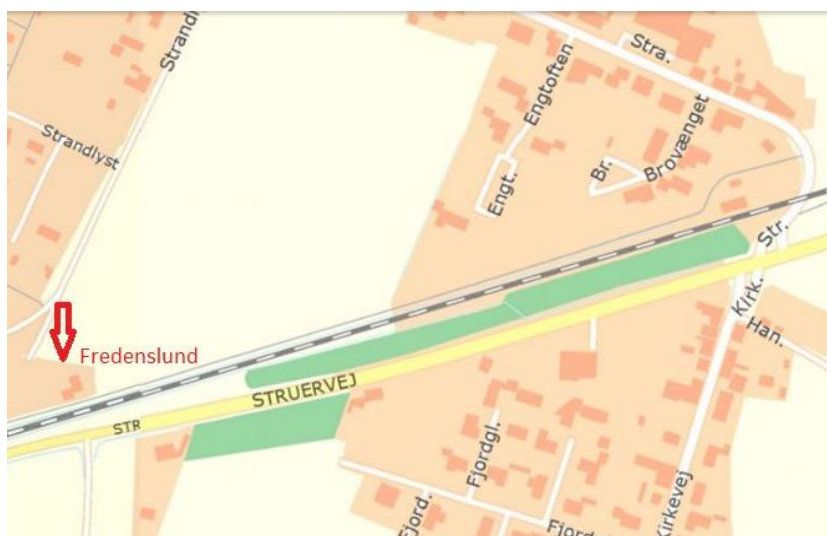 Strandl
Strandlyst
Engtoften
Stra.
Brovænget
Br.
Engt.
Str.
Kirk.
Han.
Fredenslund
STRUERVEJ
STR
Fjordgl.
Fjord.
Kirkevej